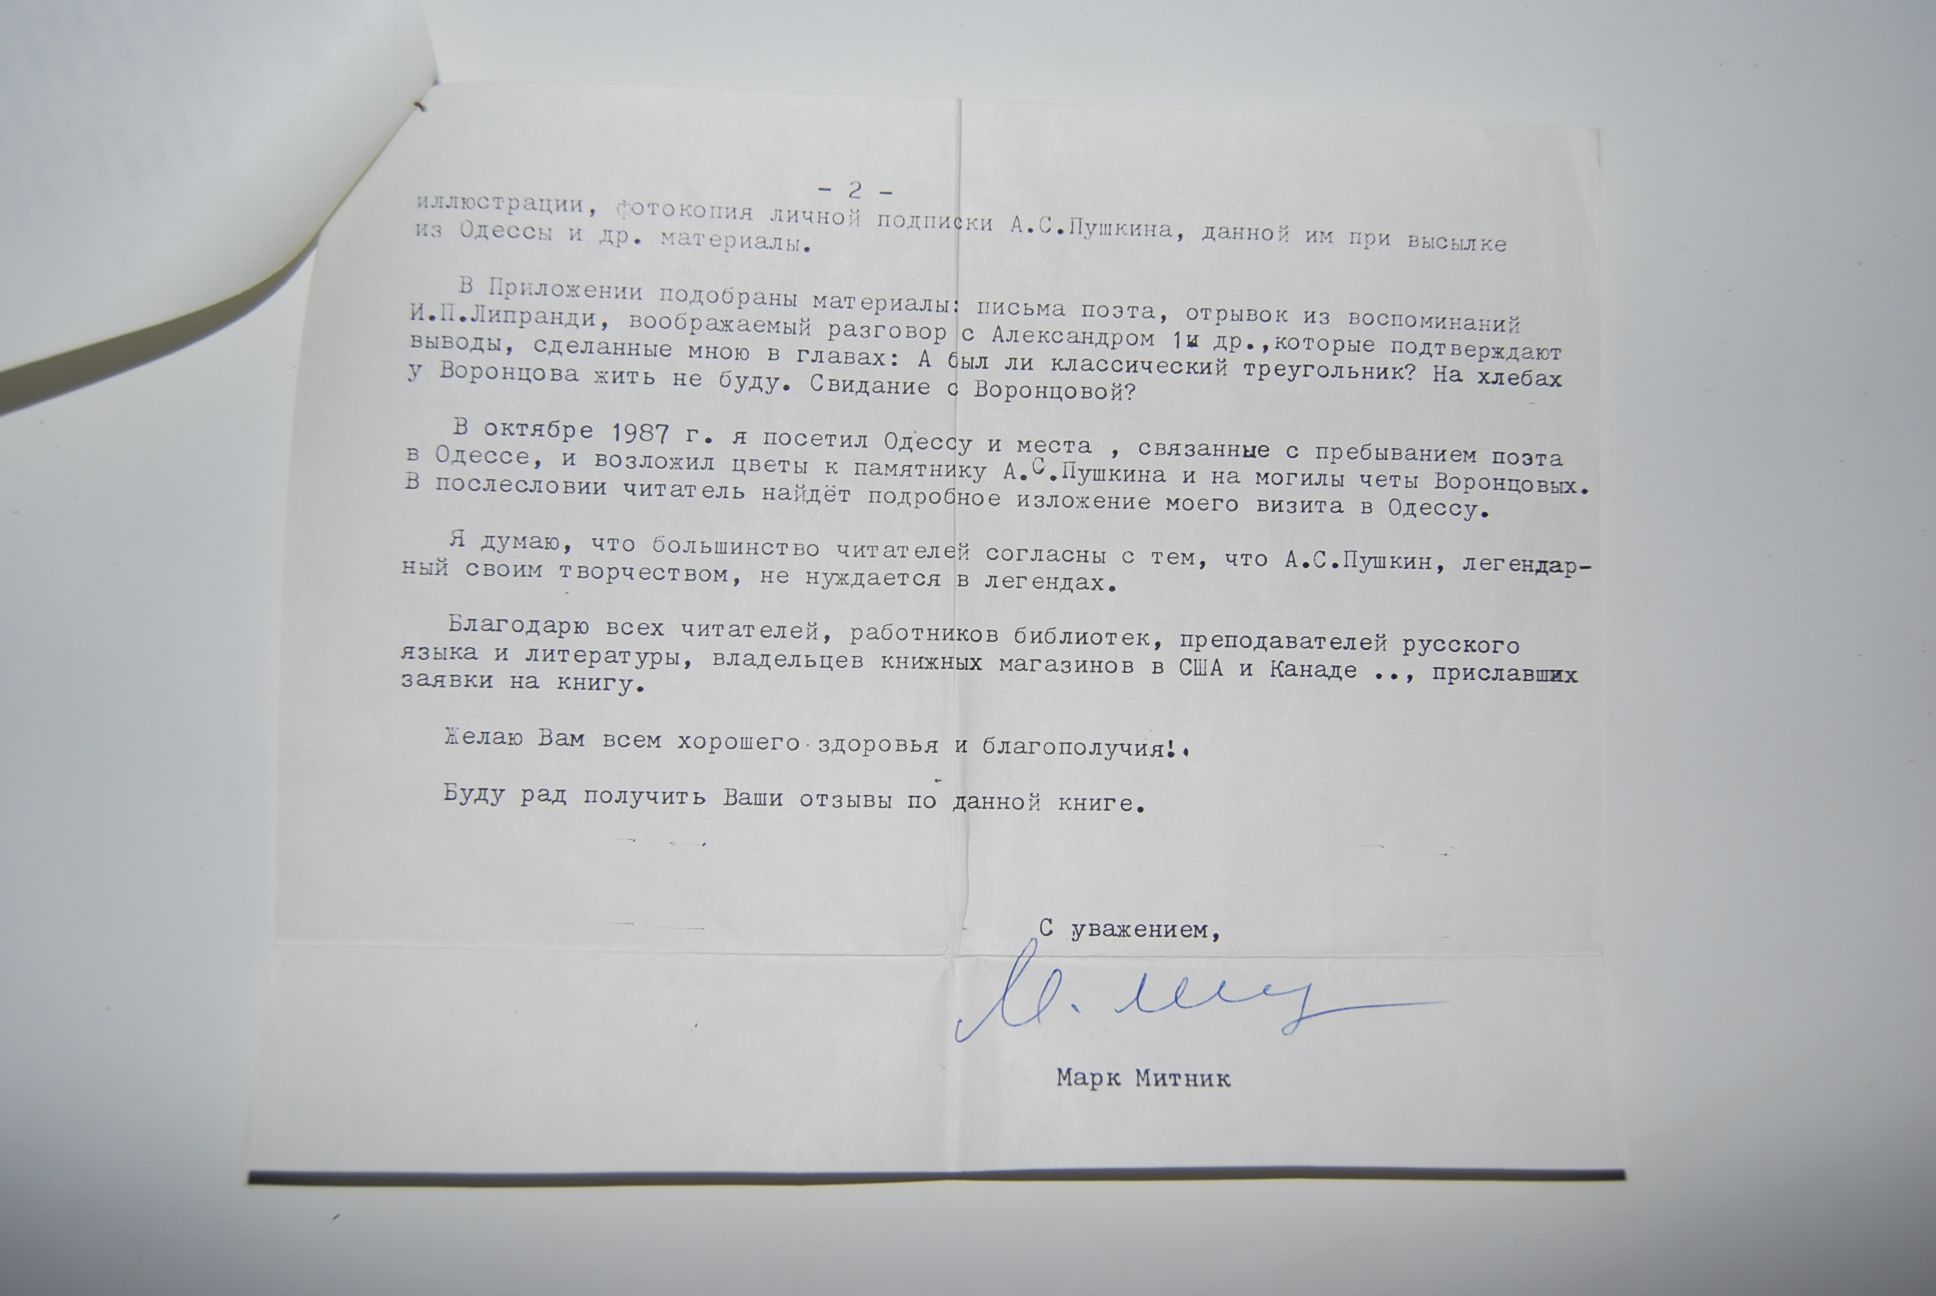 - 2 -
иллюстрации, фотокопия личной подписки А.С.Пушкина, данной им при высылке
из Одессы и др. материалы.
В Приложении подобраны материалы: письма поэта, отрывок из воспоминаний
И.П.Липранди, воображаемый разговор с Александром 1и др.,которые подтверждают
выводы, сделанные мною в главах: А был ли классический треугольник? На хлебах
у Воронцова жить не буду. Свидание с Воронцовой?
В октябре 1987 г. я посетил Одессу и места , связанные с пребыванием поэта
в Одессе, и возложил цветы к памятнику А.С.Пушкина и на могилы четы Воронцовых.
В послесловии читатель найдёт подробное изложение моего визита в Одессу.
Я думаю, что большинство читателей согласны с тем, что А.С.Пушкин, легендар-
ный своим творчеством, не нуждается в легендах.
Благодарю всех читателей, работников библиотек, преподавателей русского
языка и литературы, владельцев книжных магазинов в США и Канаде .., приславших
заявки на книгу.
Желаю Вам всем хорошего здоровья и благополучия!.
Буду рад получить Ваши отзывы по данной книге.
С уважением,
Марк Митник